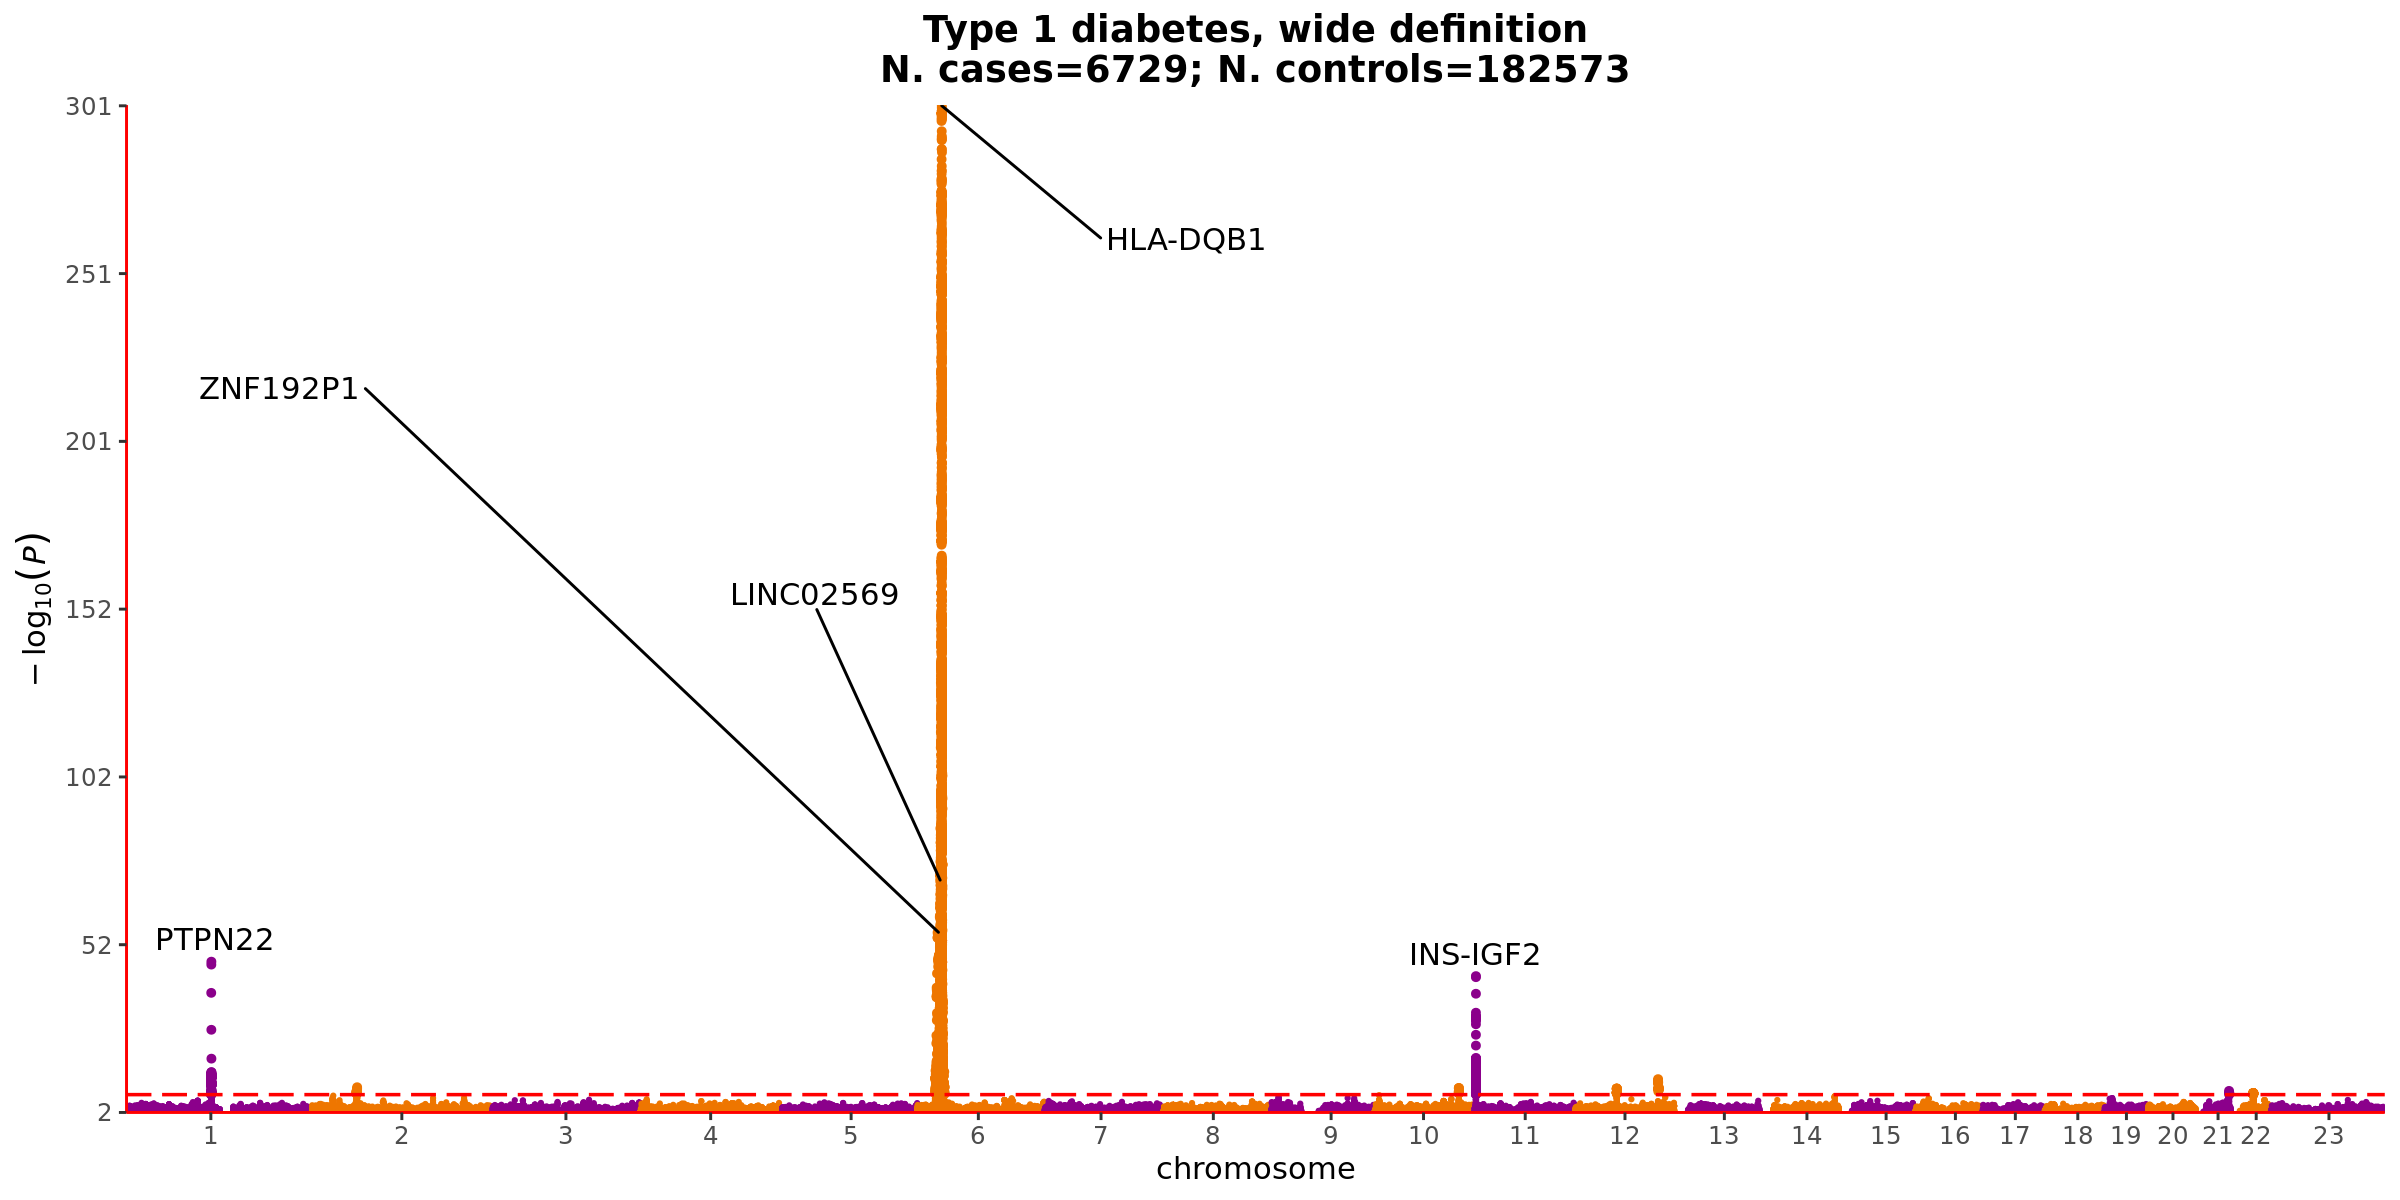 Type 1 diabetes, wide definition
N. cases=6729; N. controls=182573
301
251
201
152
102
52
2
−log10(P)
HLA-DQB1
ZNF192P1
LINC02569
PTPN22
INS-IGF2
1 2 3 4 5 6 7 8 9 10 11 12 13 14 15 16 17 18 19 20 21 22 23
chromosome